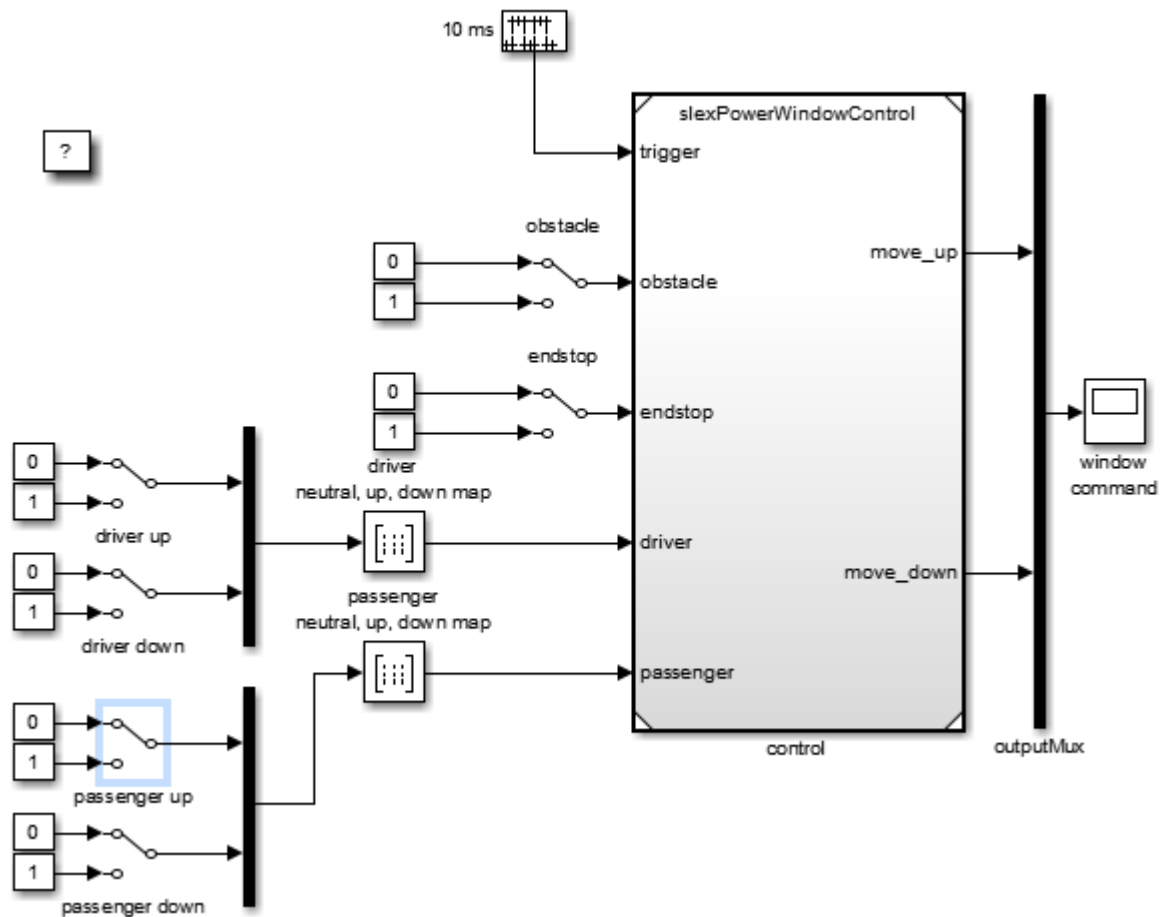 10 ms
slexPowerWindowControl
trigger
?
obstacle
0
1
obstacle
move_up
endstop
0
1
endstop
window
command
driver
neutral, up, down map
0
1
driver up
driver
move_down
0
1
driver down
passenger
neutral, up, down map
passenger
0
1
passenger up
control
outputMux
0
1
passenger down